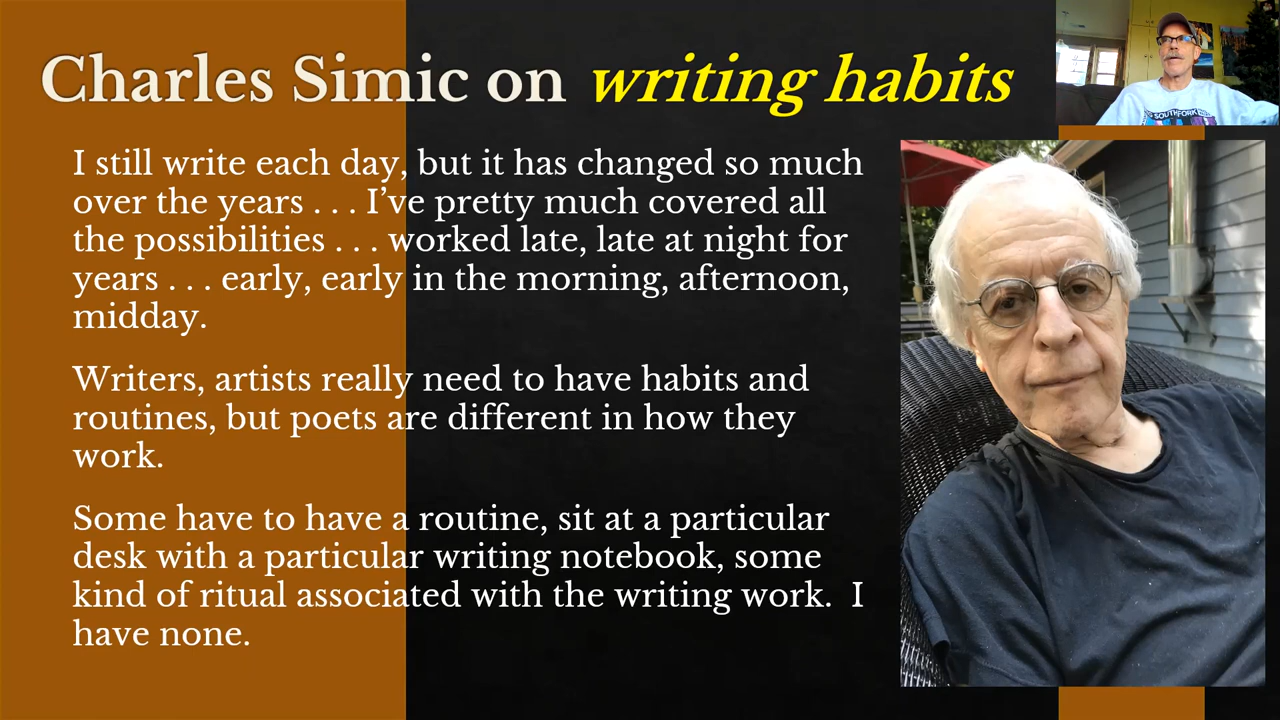 Charles Simic on writing habits
I still write each day, but it has changed so much
over the years . . . I’ve pretty much covered all
the possibilities . . . worked late, late at night for
years . . . early, early in the morning, afternoon,
midday.
Writers, artists really need to have habits and
routines, but poets are different in how they
work.
Some have to have a routine, sit at a particular
desk with a particular writing notebook, some
kind of ritual associated with the writing work.  I
have none.
SOUTHFORK